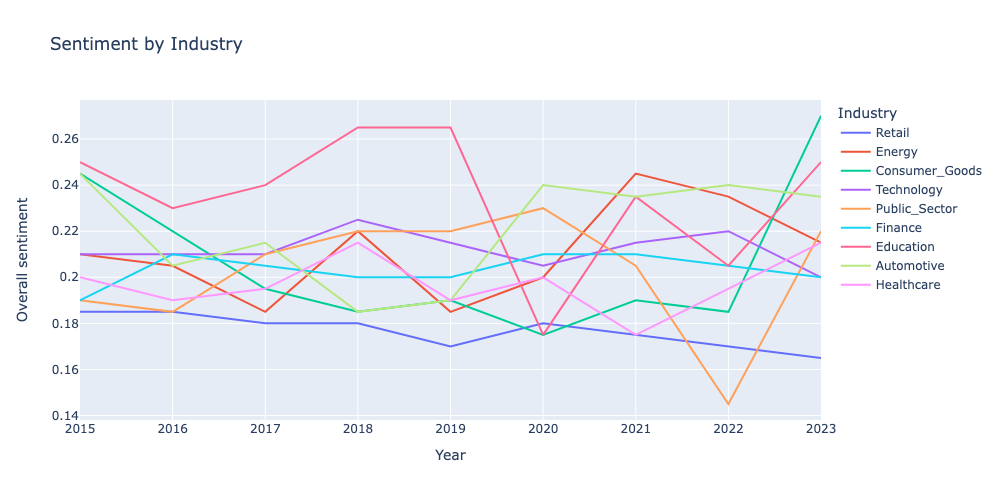 Sentiment by Industry
Overall sentiment
0.26
0.24
0.22
0.2
0.18
0.16
0.14
2015 2016 2017 2018 2019 2020 2021 2022 2023
Year
Industry
Retail
Energy
Consumer_Goods
Technology
Public_Sector
Finance
Education
Automotive
Healthcare